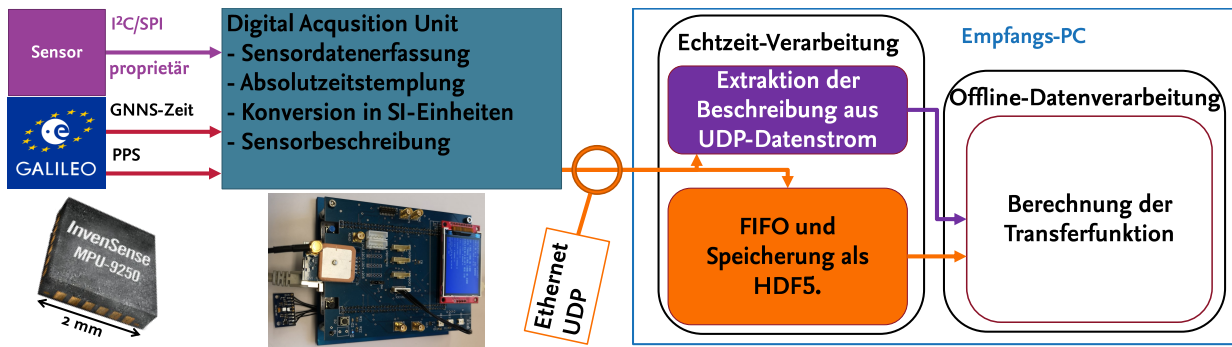 Sensor
I²C/SPI
proprietär
esa
GALILEO
GNNS-Zeit
PPS
Digital Acqusition Unit
- Sensordatenerfassung
- Absolutzeitstemplung
- Konversion in SI-Einheiten
- Sensorbeschreibung
InvenSense
MPU-9250
2 mm
Ethernet
UDP
Empfangs-PC
Echtzeit-Verarbeitung
Extraktion der
Beschreibung aus
UDP-Datenstrom
FIFO und
Speicherung als
HDF5.
Offline-Datenverarbeitung
Berechnung der
Transferfunktion